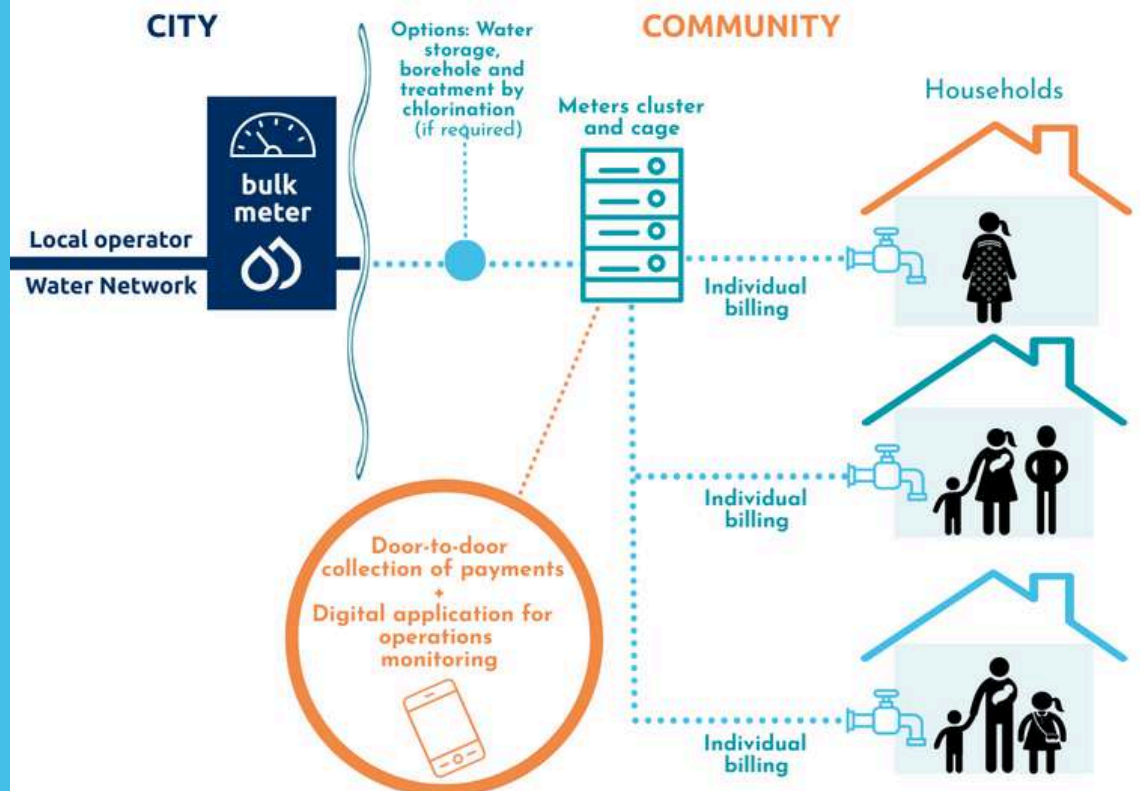 CITY
COMMUNITY
Options: Water
storage,
borehole and
treatment by
chlorination
(if required)
Meters cluster
and cage
Households
bulk
meter
Local operator
Water Network
Individual
billing
Individual
billing
Door-to-door
collection of payments
+
Digital application for
operations
monitoring
Individual
billing